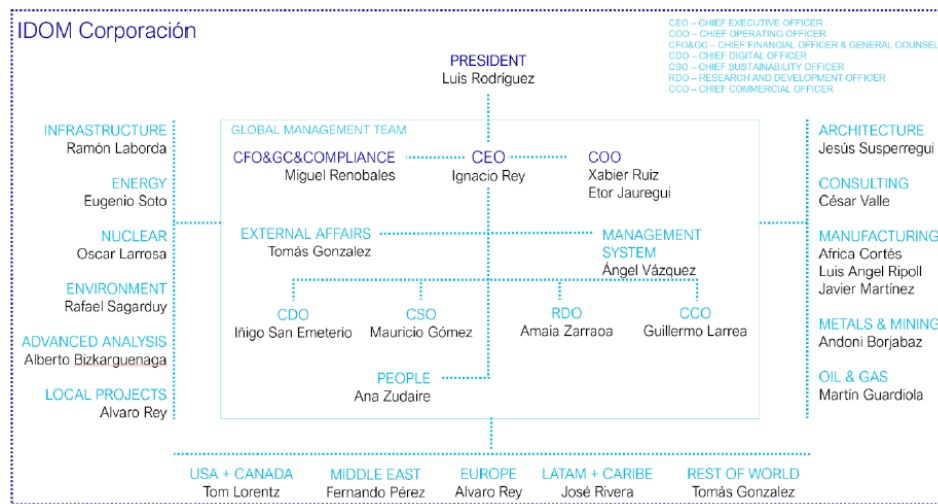 IDOM Corporación
CEO – CHIEF EXECUTIVE OFFICER
COO – CHIEF OPERATING OFFICER
CFO&GC – CHIEF FINANCIAL OFFICER & GENERAL COUNSEL
CDO – CHIEF DIGITAL OFFICER
CSO – CHIEF SUSTAINABILITY OFFICER
RDO – RESEARCH AND DEVELOPMENT OFFICER
CCO – CHIEF COMMERCIAL OFFICER
PRESIDENT
Luis Rodríguez
INFRASTRUCTURE
Ramón Laborda
ENERGY
Eugenio Soto
NUCLEAR
Oscar Larrosa
ENVIRONMENT
Rafael Sagarduy
ADVANCED ANALYSIS
Alberto Bizkarguenaga
LOCAL PROJECTS
Alvaro Rey
GLOBAL MANAGEMENT TEAM
CFO&GC&COMPLIANCE
Miguel Renobales
CEO
Ignacio Rey
COO
Xabier Ruiz
Etor Jauregui
EXTERNAL AFFAIRS
Tomás Gonzalez
MANAGEMENT
SYSTEM
Ángel Vázquez
CDO
Iñigo San Emeterio
CSO
Mauricio Gómez
RDO
Amaia Zarraoa
CCO
Guillermo Larrea
PEOPLE
Ana Zudaire
ARCHITECTURE
Jesús Susperregui
CONSULTING
César Valle
MANUFACTURING
Africa Cortés
Luis Angel Ripoll
Javier Martínez
METALS & MINING
Andoni Borjabaz
OIL & GAS
Martín Guardiola
USA + CANADA
Tom Lorentz
MIDDLE EAST
Fernando Pérez
EUROPE
Alvaro Rey
LATAM + CARIBE
José Rivera
REST OF WORLD
Tomás Gonzalez